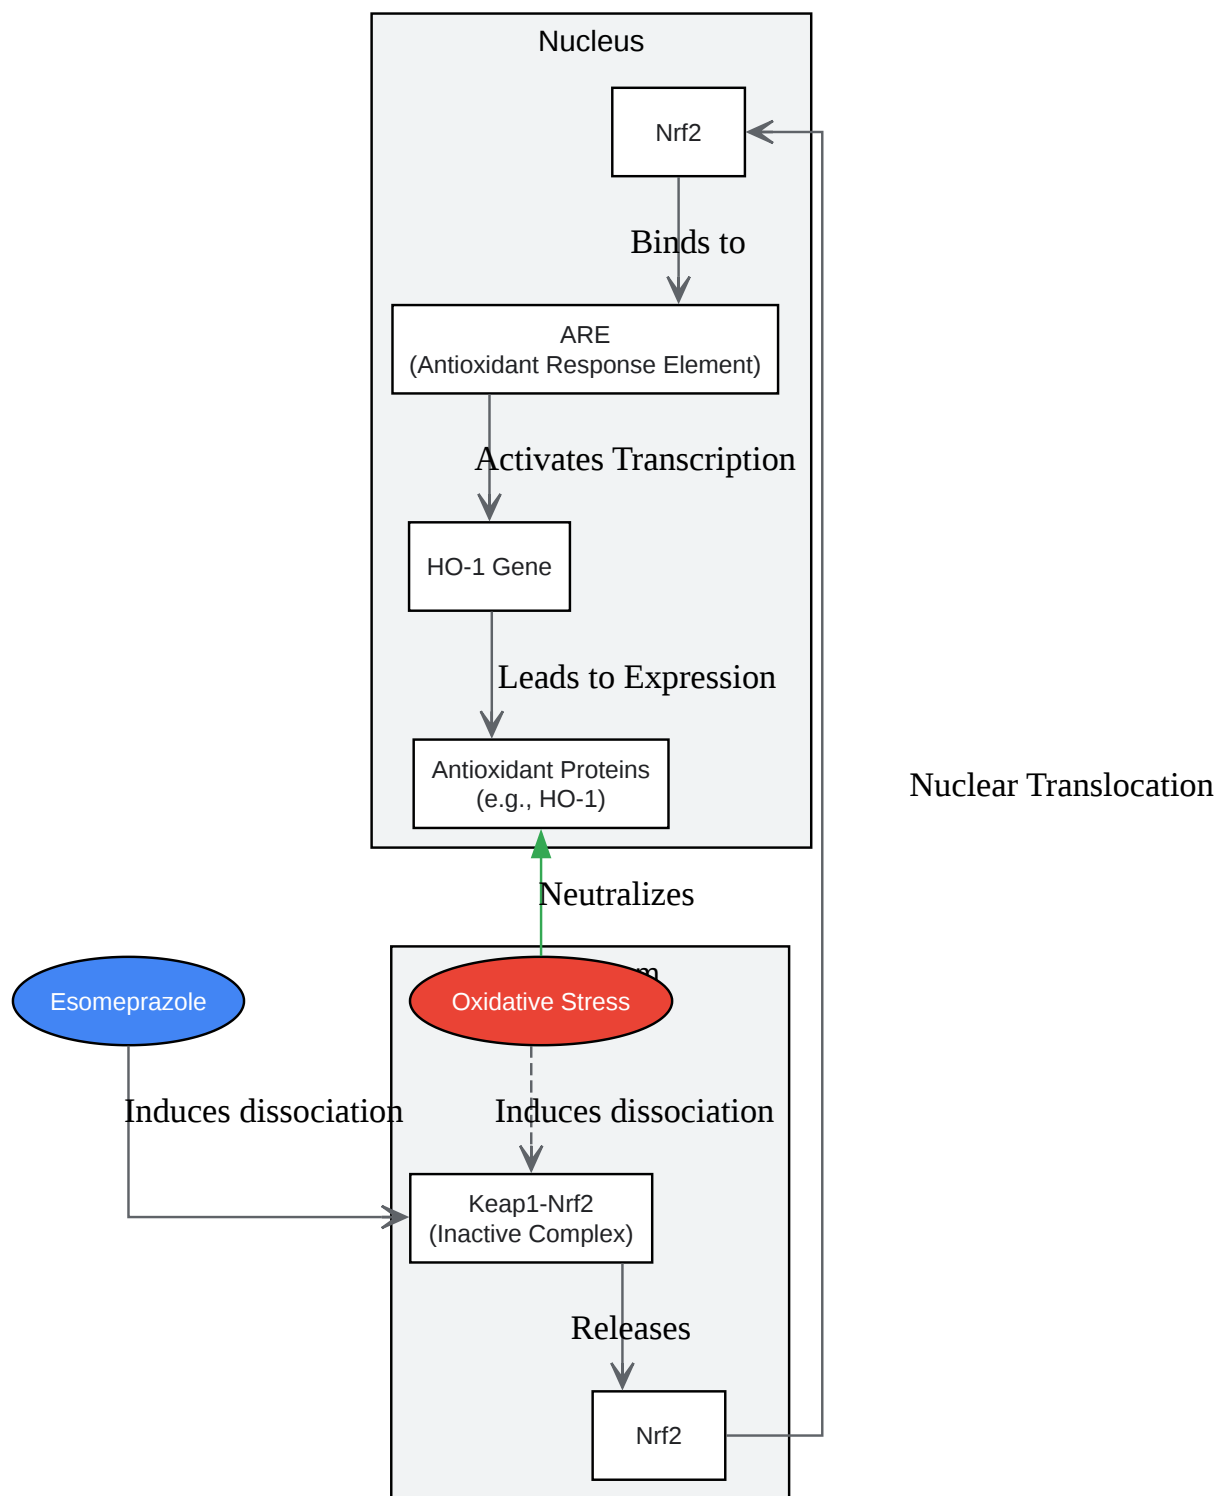 Nucleus
Nrf2
Binds to
ARE
(Antioxidant Response Element)
Activates Transcription
HO-1 Gene
Leads to Expression
Antioxidant Proteins
(e.g., HO-1)
Nuclear Translocation
Neutralizes
Esomeprazole
Oxidative Stress
Induces dissociation
Induces dissociation
Keap1-Nrf2
(Inactive Complex)
Releases
Nrf2